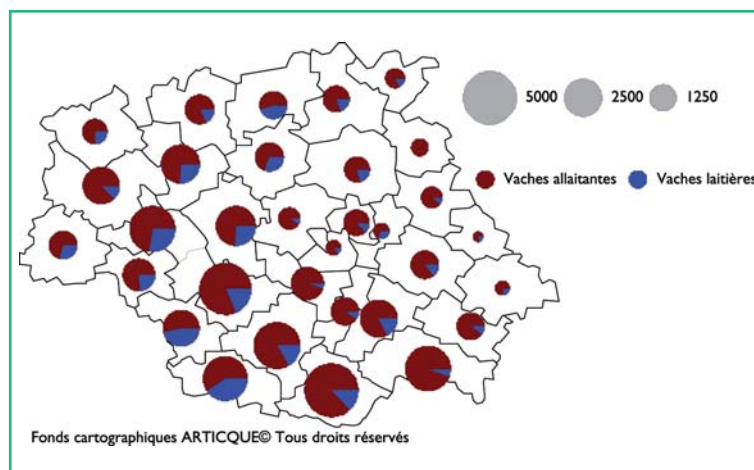 5000 2500 1250
Vaches allaitantes Vaches laitières
Fonds cartographiques ARTICQUE© Tous droits réservés